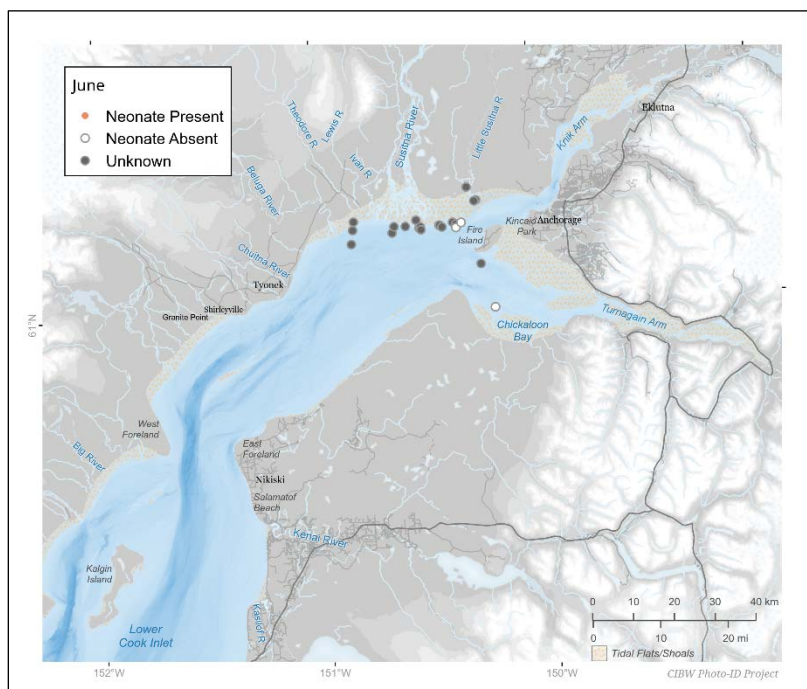 June
Neonate Present
Neonate Absent
Unknown
Theodore R
Lewis R
Ivan R
Susitna River
Little Susitna R
Knik Arm
Eklutna
Beluga River
Chuitna River
Kincaid
Park
Anchorage
Fire
Island
Tyonek
Shirleyville
Granito Point
61°N
Turnagain Arm
Chickaloon
Bay
West
Foreland
East
Foreland
Big River
Nikiski
Salamatof
Beach
Kenai River
Kalgin
Island
Kasilof R
Lower
Cook Inlet
0 10 20 30 40 km
0 10 20 mi
Tidal Flats/Shoals
CIBW Photo-ID Project
152°W 151°W 150°W